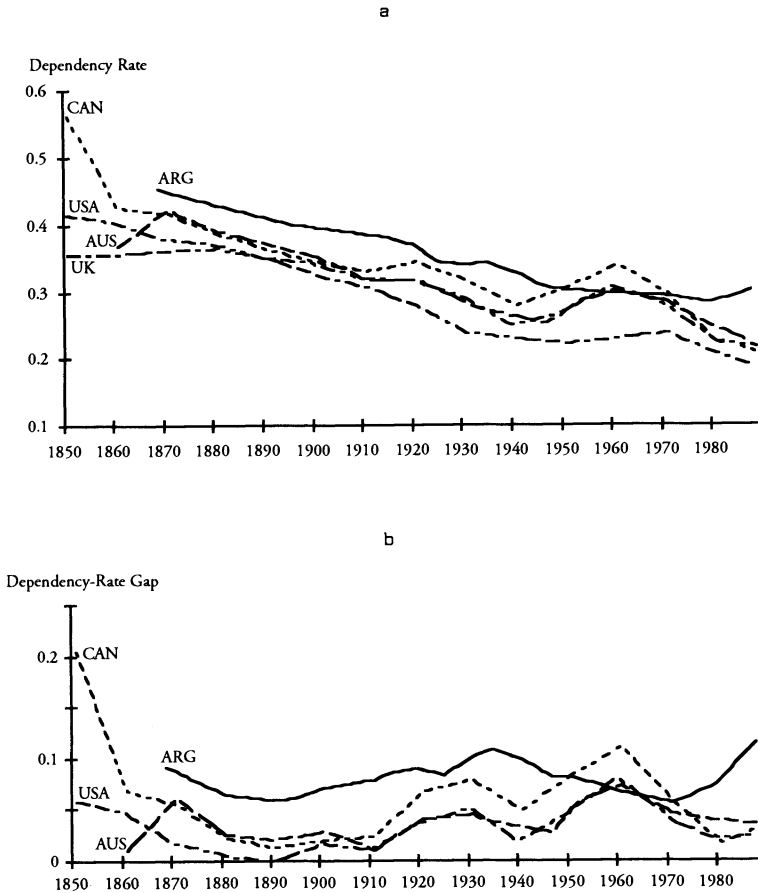 a
Dependency Rate
0.6
CAN
0.5
ARG
USA
0.4
AUS
UK
0.3
0.2
0.1
1850 1860 1870 1880 1890 1900 1910 1920 1930 1940 1950 1960 1970 1980
b
Dependency-Rate Gap
0.2
CAN
ARG
0.1
USA
AUS
0
1850 1860 1870 1880 1890 1900 1910 1920 1930 1940 1950 1960 1970 1980